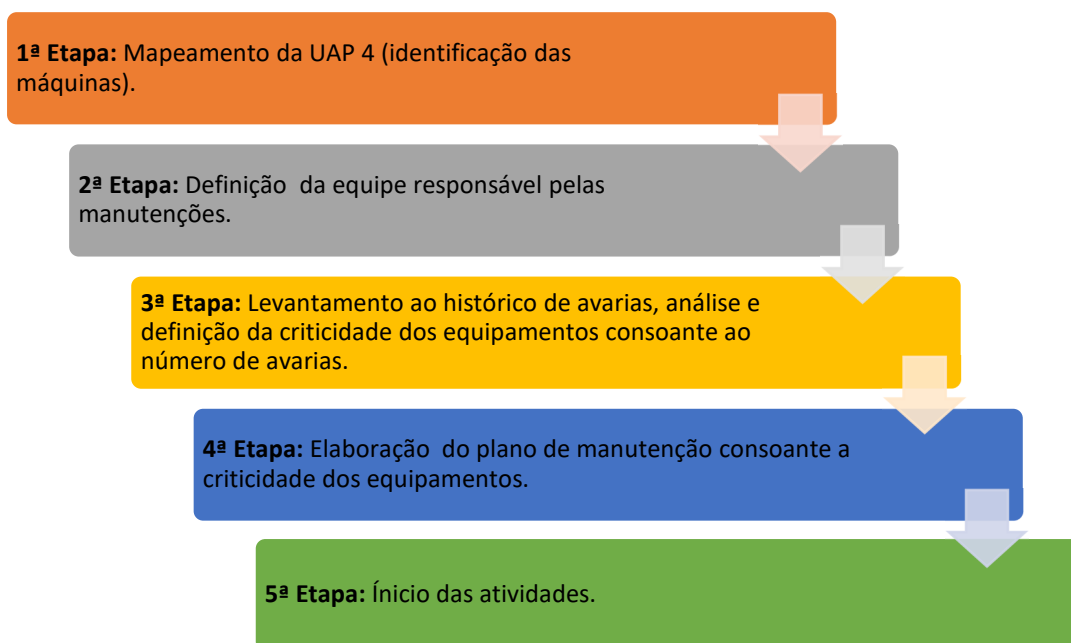 1ª Etapa: Mapeamento da UAP 4 (identificação das
máquinas).
2ª Etapa: Definição  da equipe responsável pelas
manutenções.
3ª Etapa: Levantamento ao histórico de avarias, análise e
definição da criticidade dos equipamentos consoante ao
número de avarias.
4ª Etapa: Elaboração  do plano de manutenção consoante a
criticidade dos equipamentos.
5ª Etapa: Ínicio das atividades.